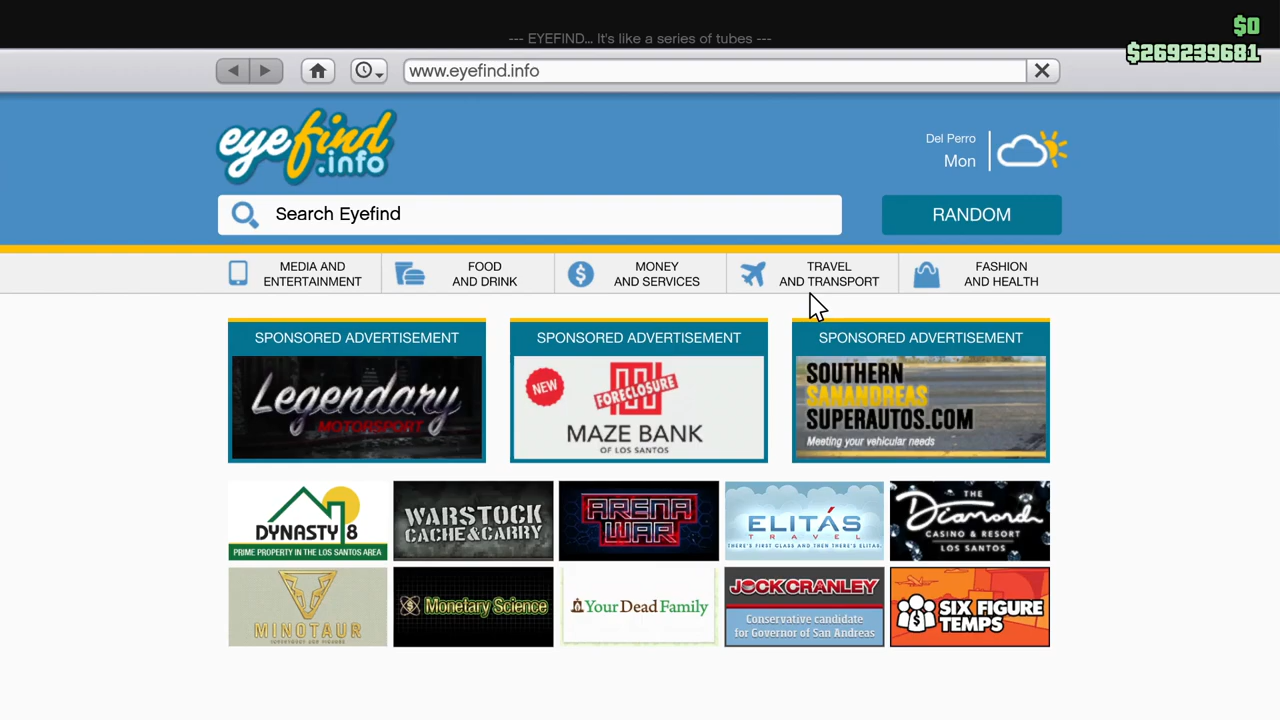 --- EYEFIND... It's like a series of tubes ---
$0
$269239681
www.eyefind.info
eyefind
.info
Del Perro
Mon
Search Eyefind
RANDOM
MEDIA AND
ENTERTAINMENT
FOOD
AND DRINK
MONEY
AND SERVICES
TRAVEL
AND TRANSPORT
FASHION
AND HEALTH
SPONSORED ADVERTISEMENT
Legendary
MOTORSPORT
SPONSORED ADVERTISEMENT
NEW
FORECLOSURE
MAZE BANK
OF LOS SANTOS
SPONSORED ADVERTISEMENT
SOUTHERN
SANANDREAS
SUPERAUTOS.COM
Meeting your vehicular needs
DYNASTY 8
PRIME PROPERTY IN THE LOS SANTOS AREA
WARSTOCK
CACHE & CARRY
ARENA
WAR
ELITÁS
TRAVEL
THERE'S FIRST CLASS AND THEN THERE'S ELITAS.
THE
Diamond
CASINO & RESORT
LOS SANTOS
MINOTAUR
Monetary Science
Your Dead Family
JOCK CRANLEY
Conservative candidate
for Governor of San Andreas
SIX FIGURE
TEMPS